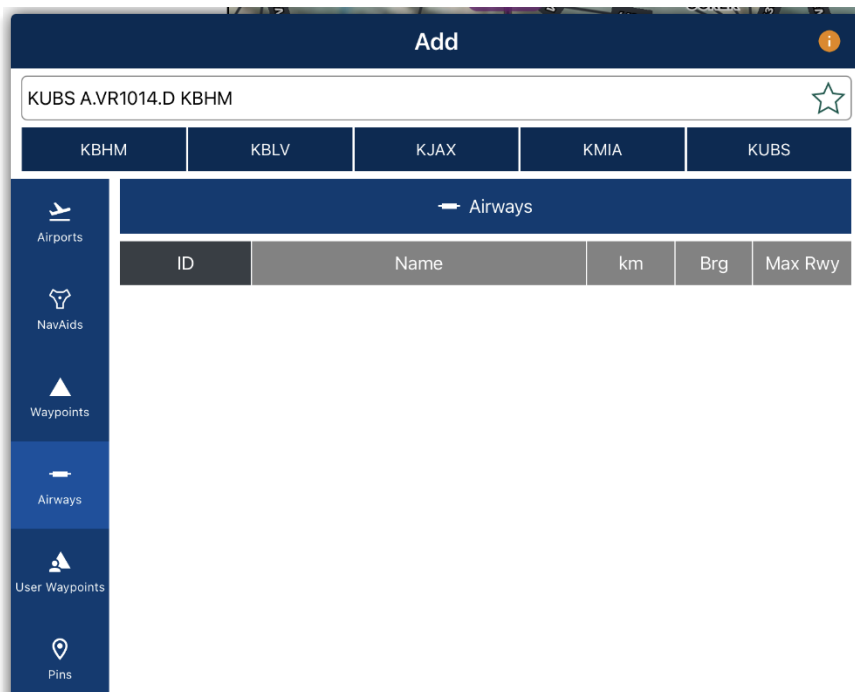 Add
KUBS A.VR1014.D KBHM
KBHM KBLV KJAX KMIA KUBS
Airports
NavAids
Waypoints
Airways
User Waypoints
Pins
Airways
ID Name km Brg Max Rwy